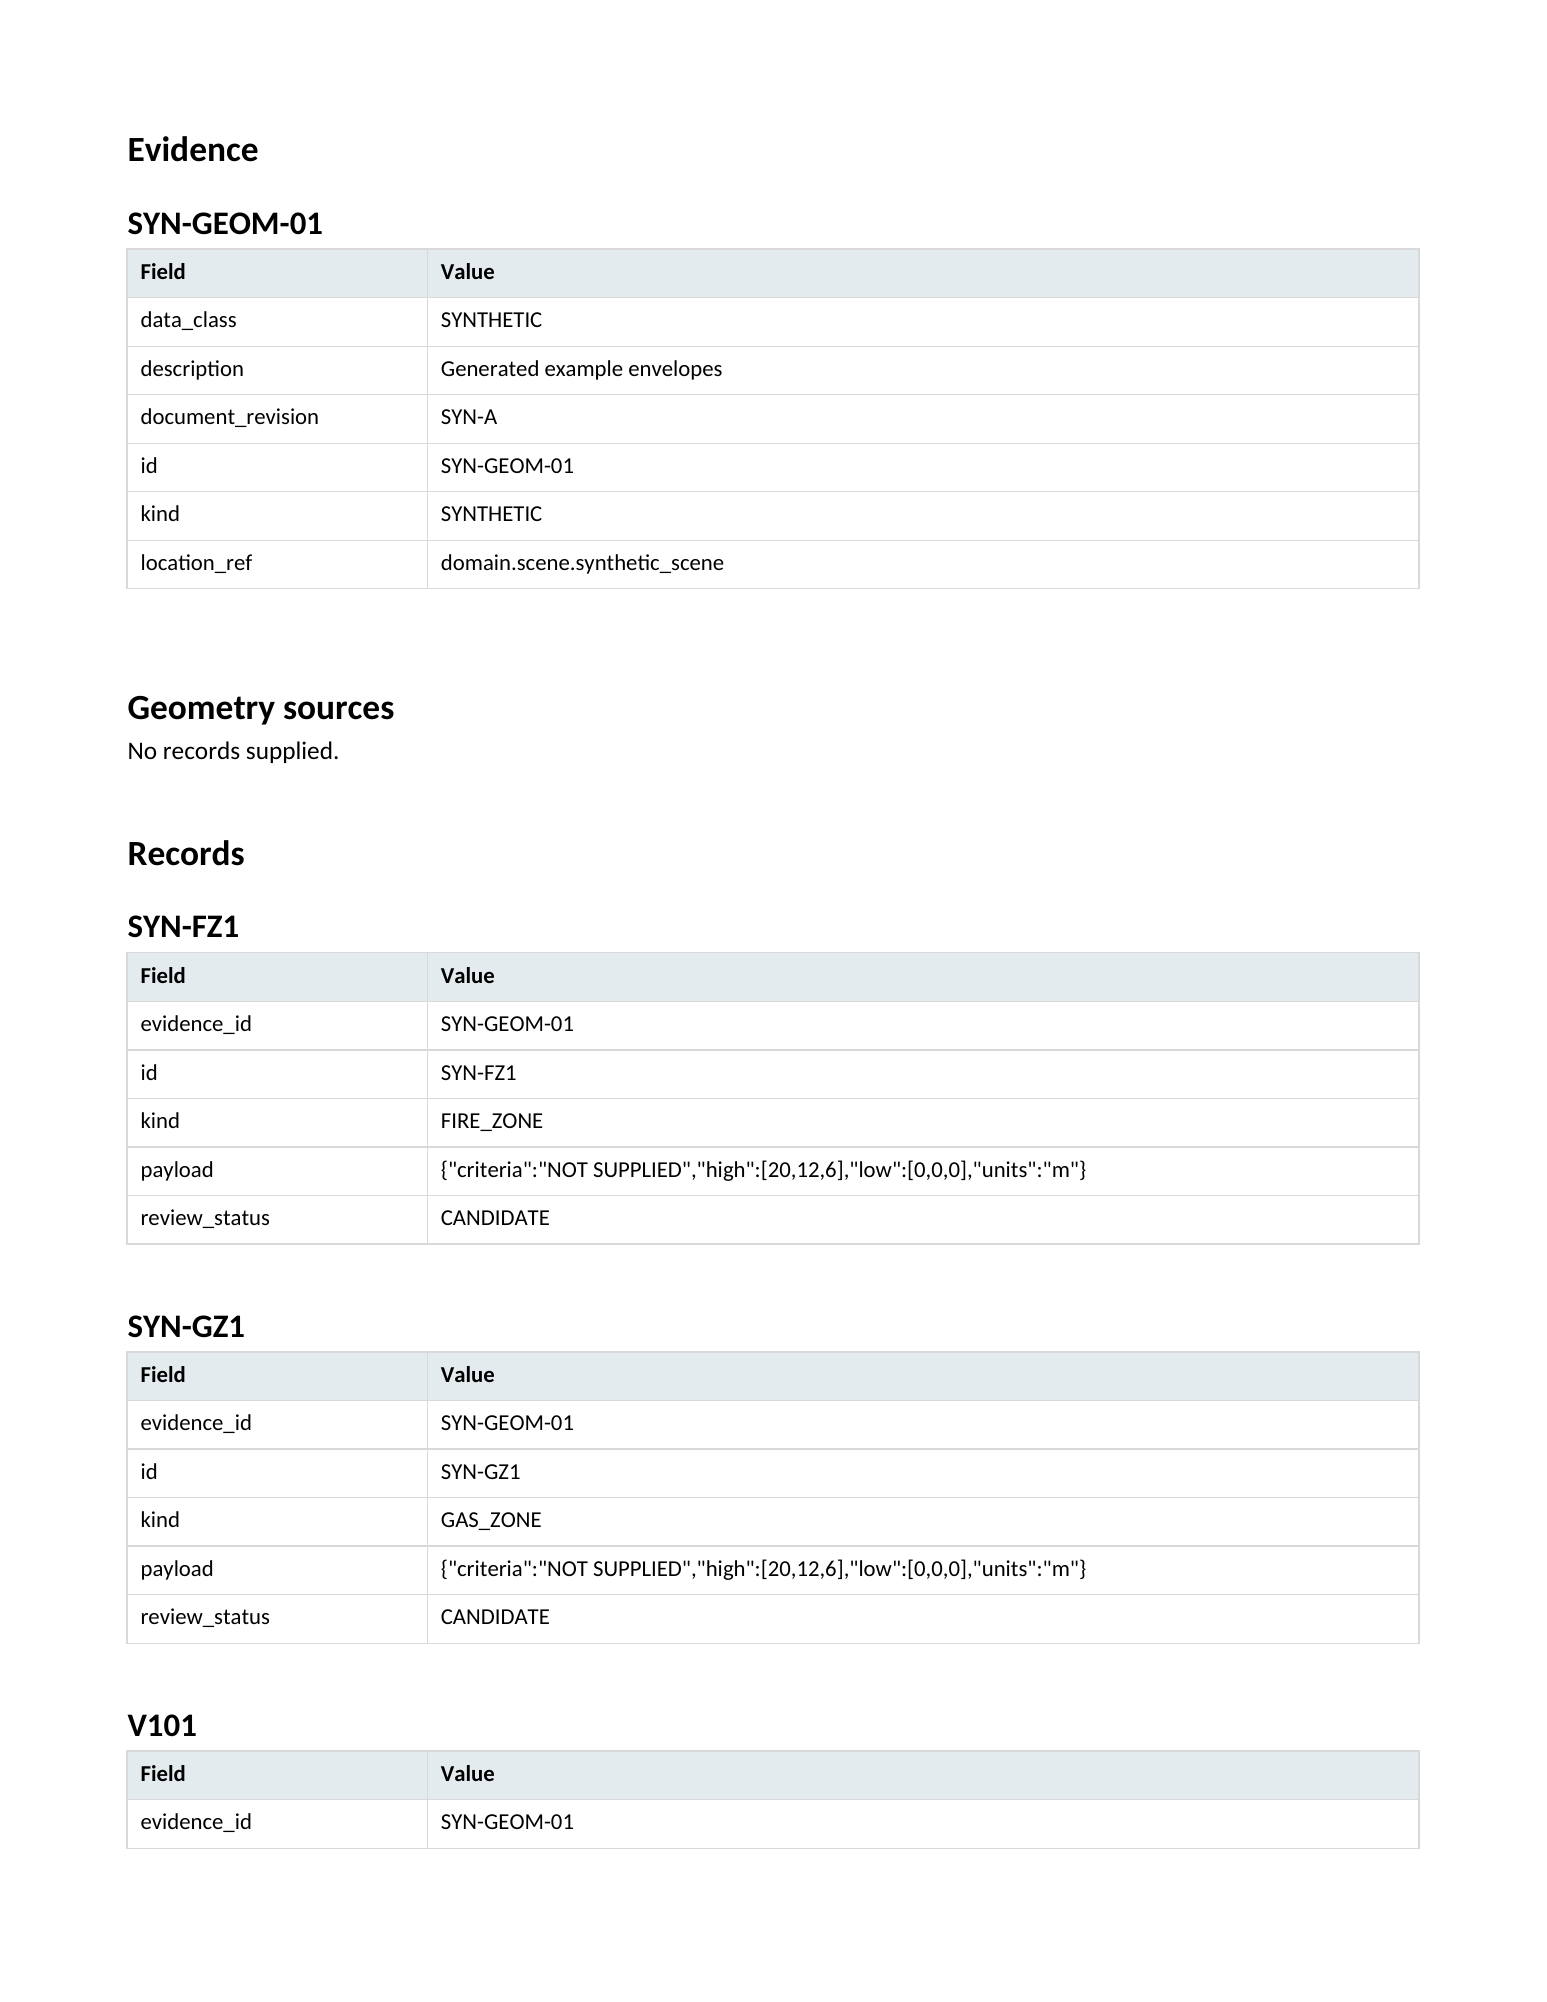 Evidence
SYN-GEOM-01
Field Value
data_class SYNTHETIC
description Generated example envelopes
document_revision SYN-A
id SYN-GEOM-01
kind SYNTHETIC
location_ref domain.scene.synthetic_scene
Geometry sources
No records supplied.
Records
SYN-FZ1
Field Value
evidence_id SYN-GEOM-01
id SYN-FZ1
kind FIRE_ZONE
payload {"criteria":"NOT SUPPLIED","high":[20,12,6],"low":[0,0,0],"units":"m"}
review_status CANDIDATE
SYN-GZ1
Field Value
evidence_id SYN-GEOM-01
id SYN-GZ1
kind GAS_ZONE
payload {"criteria":"NOT SUPPLIED","high":[20,12,6],"low":[0,0,0],"units":"m"}
review_status CANDIDATE
V101
Field Value
evidence_id SYN-GEOM-01